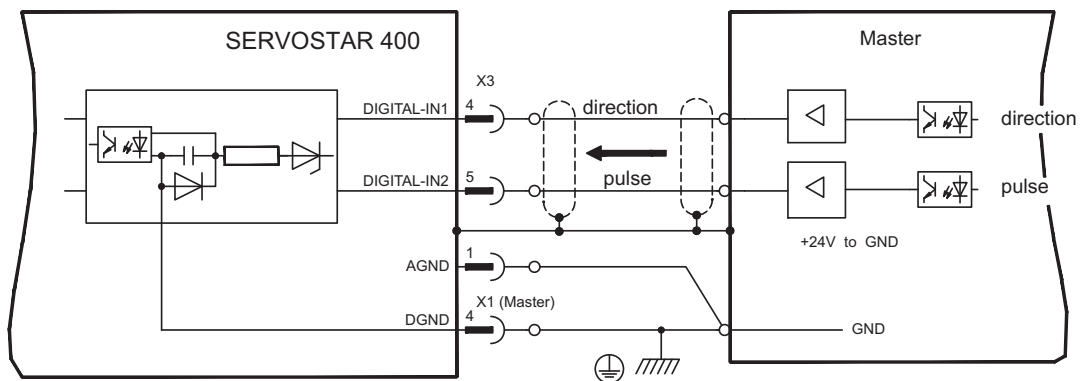 SERVOSTAR 400
Master
X3
DIGITAL-IN1
4
direction
direction
DIGITAL-IN2
5
pulse
pulse
+24V to GND
AGND
1
X1 (Master)
DGND
4
GND